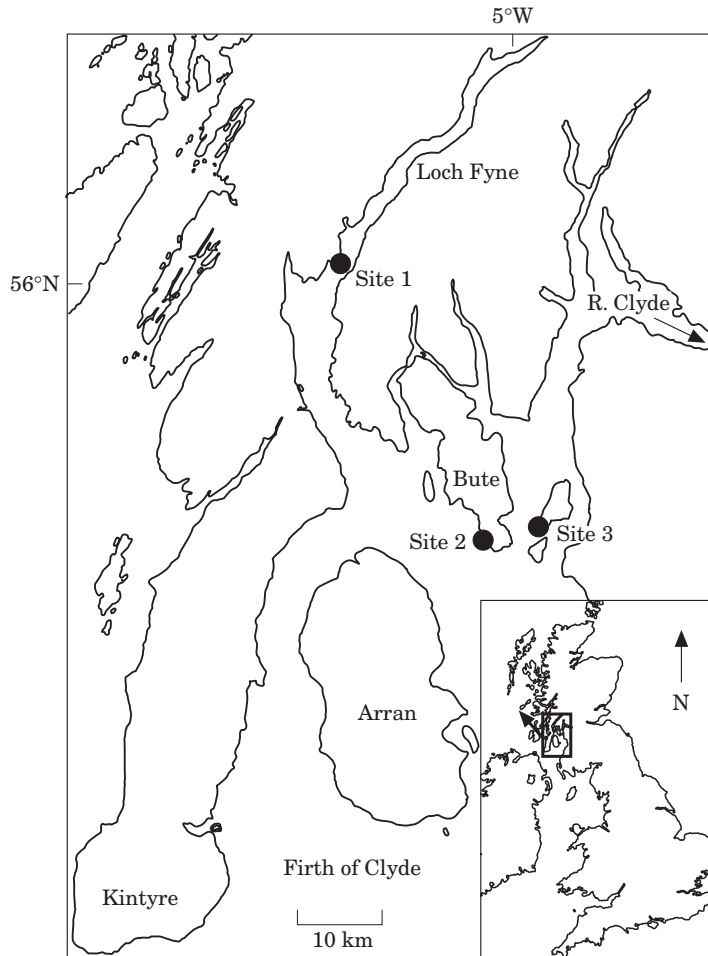 5°W
Loch Fyne
56°N
Site 1
R. Clyde
Bute
Site 2
Site 3
N
Arran
Firth of Clyde
Kintyre
10 km